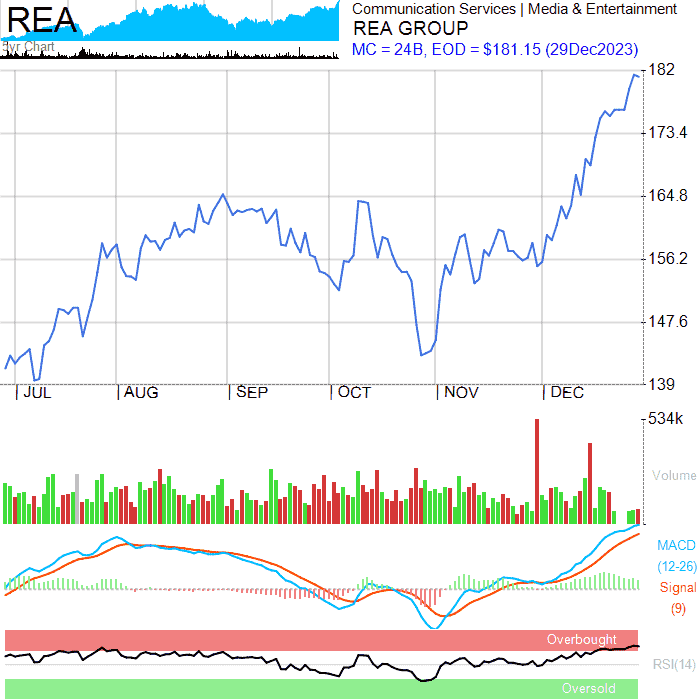 REA
5yr Chart
Communication Services | Media & Entertainment
REA GROUP
MC = 24B, EOD = $181.15 (29Dec2023)
182
173.4
164.8
156.2
147.6
139
JUL AUG SEP OCT NOV DEC
534k
Volume
MACD
(12-26)
Signal
(9)
Overbought
RSI(14)
Oversold